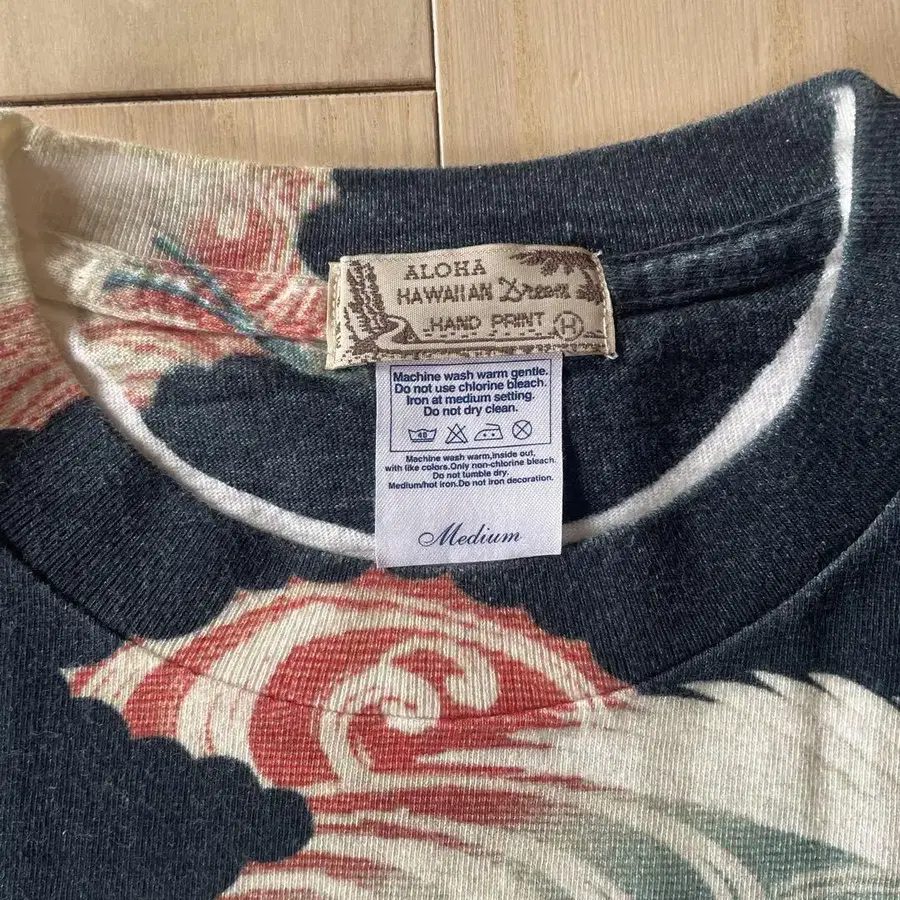 ALOHA
HAWAIIAN Dream
HAND PRINT H
Machine wash warm gentle.
Do not use chlorine bleach.
Iron at medium setting.
Do not dry clean.
40
Machine wash warm,inside out,
with like colors.Only non-chlorine bleach.
Do not tumble dry.
Medium/hot iron.Do not iron decoration.
Medium